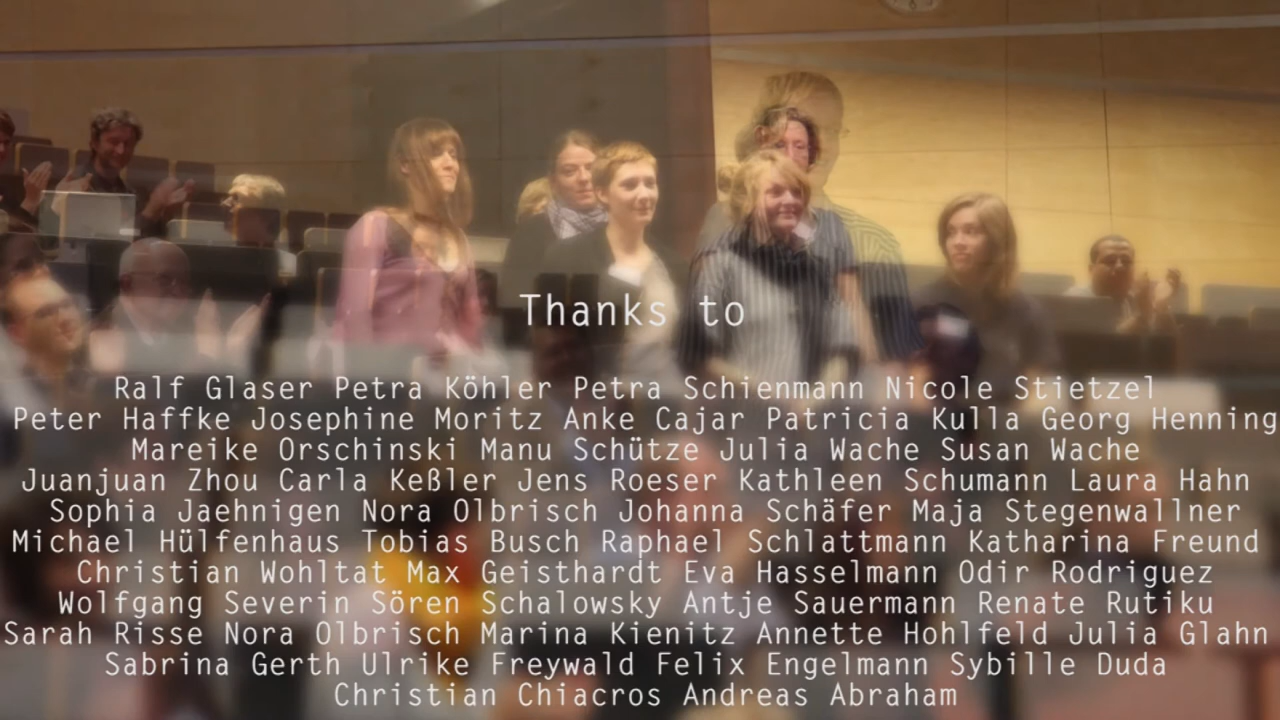 Thanks to
Ralf Glaser Petra Köhler Petra Schienmann Nicole Stietzel
Peter Haffke Josephine Moritz Anke Cajar Patricia Kulla Georg Henning
Mareike Orschinski Manu Schütze Julia Wache Susan Wache
Juanjuan Zhou Carla Keßler Jens Roeser Kathleen Schumann Laura Hahn
Sophia Jaehnigen Nora Olbrisch Johanna Schäfer Maja Stegenwallner
Michael Hülfenhaus Tobias Busch Raphael Schlattmann Katharina Freund
Christian Wohltat Max Geisthardt Eva Hasselmann Odir Rodriguez
Wolfgang Severin Sören Schalowsky Antje Sauermann Renate Rutiku
Sarah Risse Nora Olbrisch Marina Kienitz Annette Hohlfeld Julia Glahn
Sabrina Gerth Ulrike Freywald Felix Engelmann Sybille Duda
Christian Chiacros Andreas Abraham